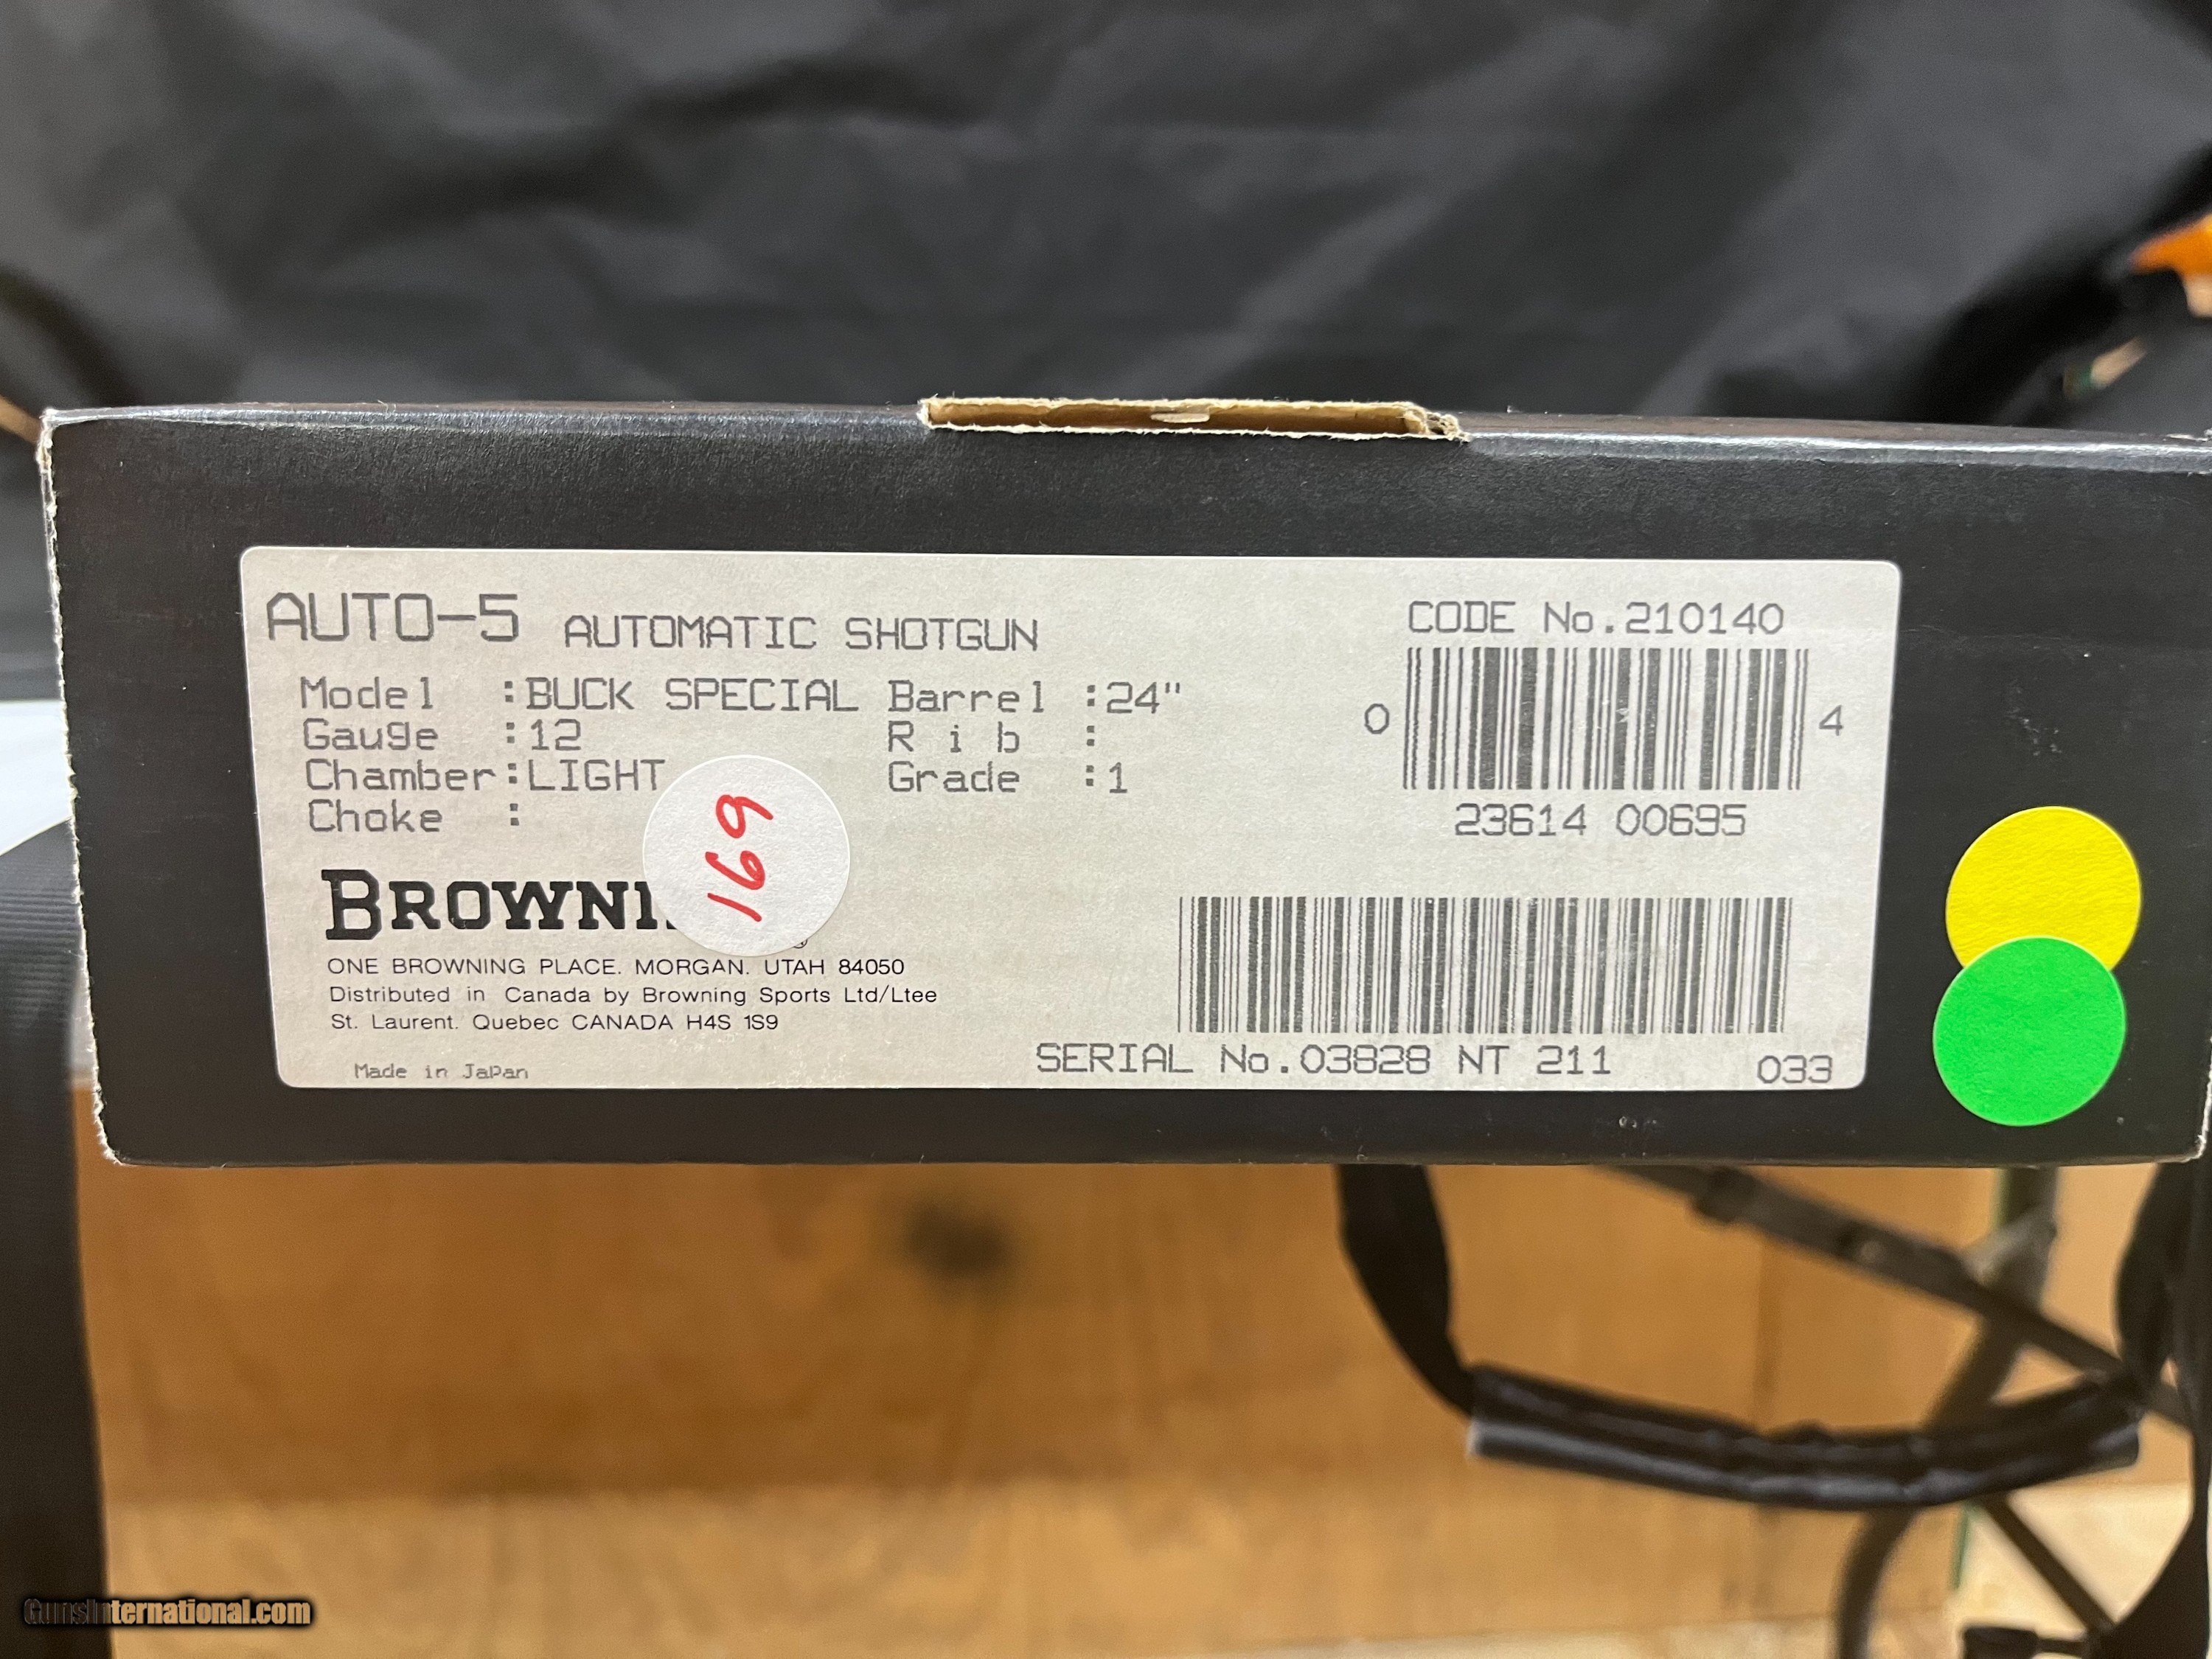 AUTO-5 AUTOMATIC SHOTGUN
Model :BUCK SPECIAL Barrel :24"
Gauge :12 Rib :
Chamber:LIGHT Grade :1
Choke :
169
ONE BROWNING PLACE. MORGAN. UTAH 84050
Distributed in Canada by Browning Sports Ltd/Ltee
St. Laurent. Quebec CANADA H4S 1S9
Made in Japan
CODE No.210140
0 4
23614 00695
SERIAL No.03828 NT 211
033
GunsInternational.com